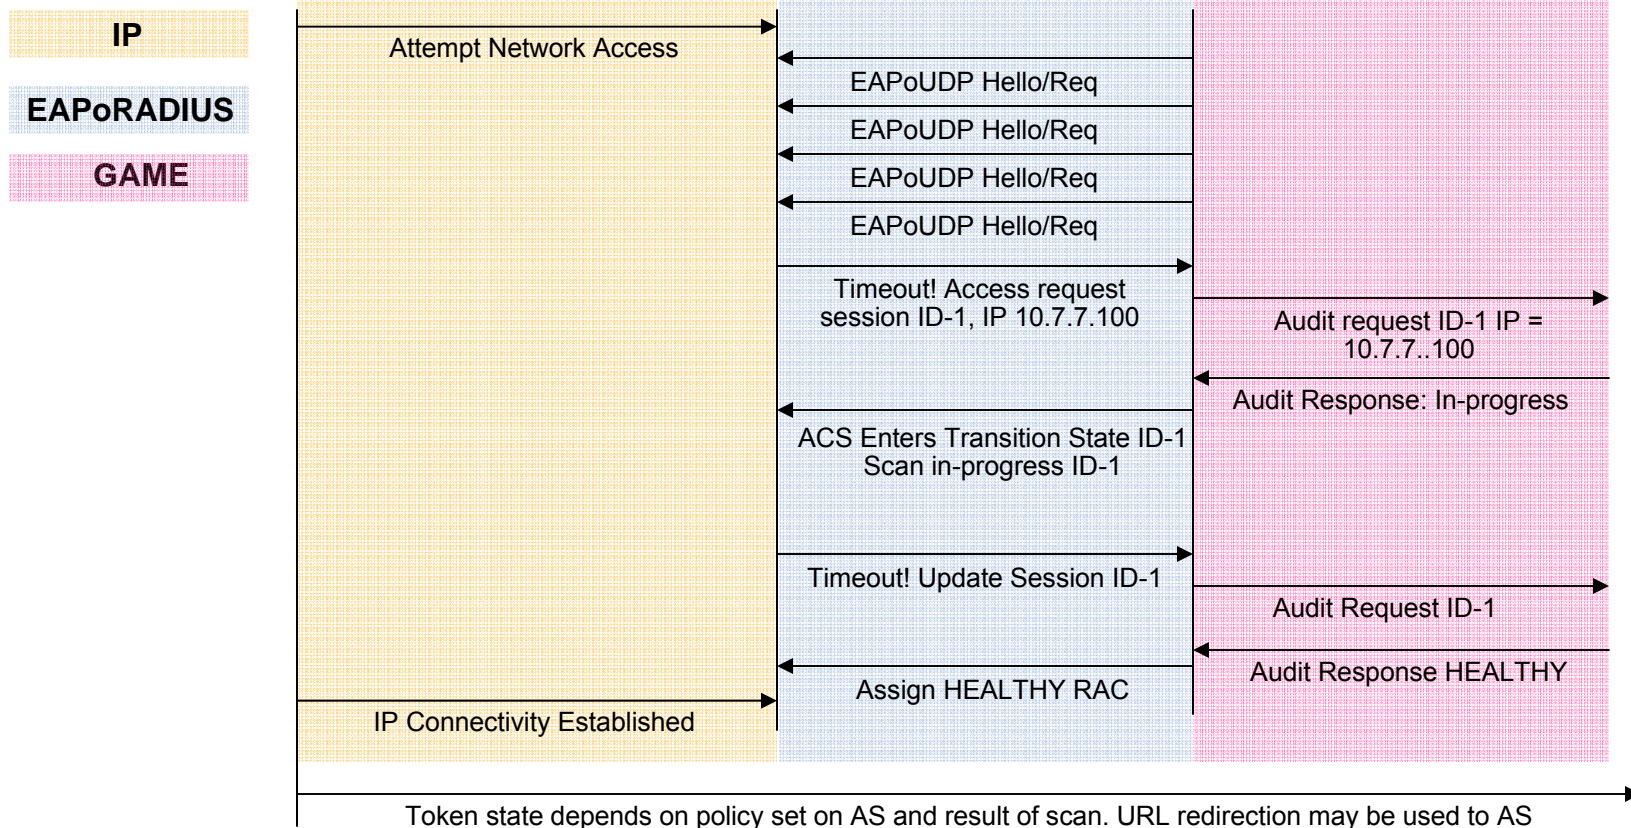 IP
EAPoRADIUS
GAME
Attempt Network Access
EAPoUDP Hello/Req
EAPoUDP Hello/Req
EAPoUDP Hello/Req
EAPoUDP Hello/Req
Timeout! Access request
session ID-1, IP 10.7.7.100
Audit request ID-1 IP =
10.7.7..100
Audit Response: In-progress
ACS Enters Transition State ID-1
Scan in-progress ID-1
Timeout! Update Session ID-1
Audit Request ID-1
Audit Response HEALTHY
Assign HEALTHY RAC
IP Connectivity Established
Token state depends on policy set on AS and result of scan. URL redirection may be used to AS